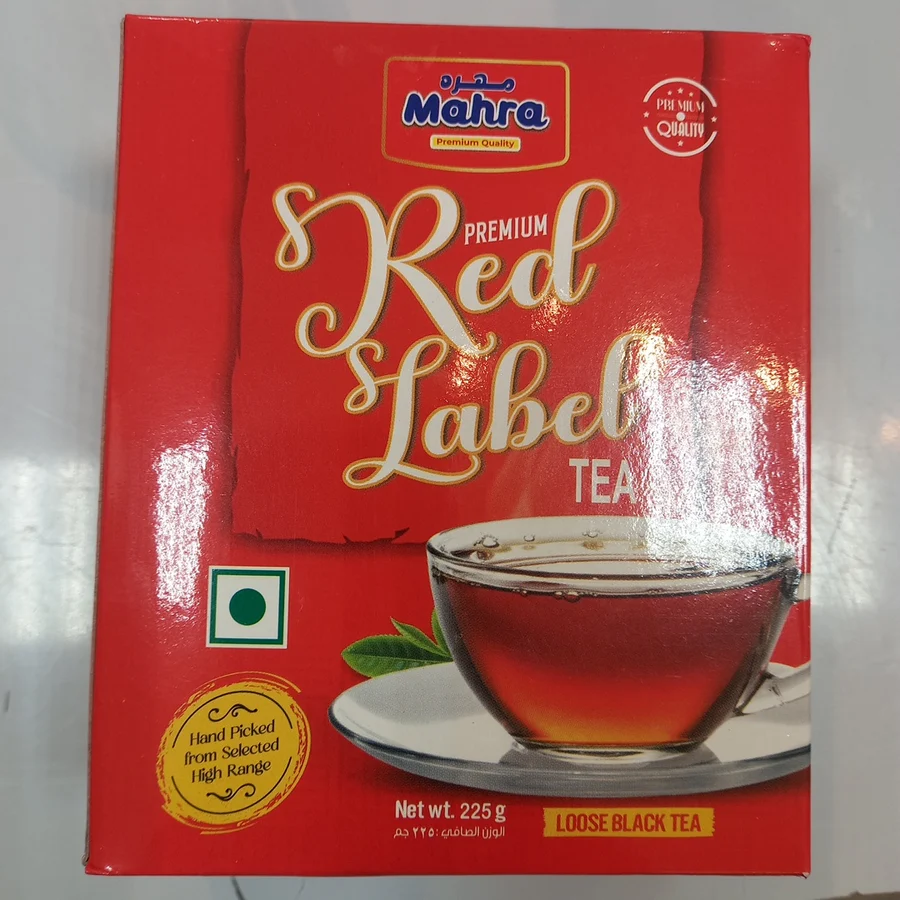 مهره
Mahra
Premium Quality
PREMIUM
QUALITY
PREMIUM
Red
Label
TEA
Hand Picked
from Selected
High Range
Net wt. 225 g
الوزن الصافي: ٢٢٥ جم
LOOSE BLACK TEA